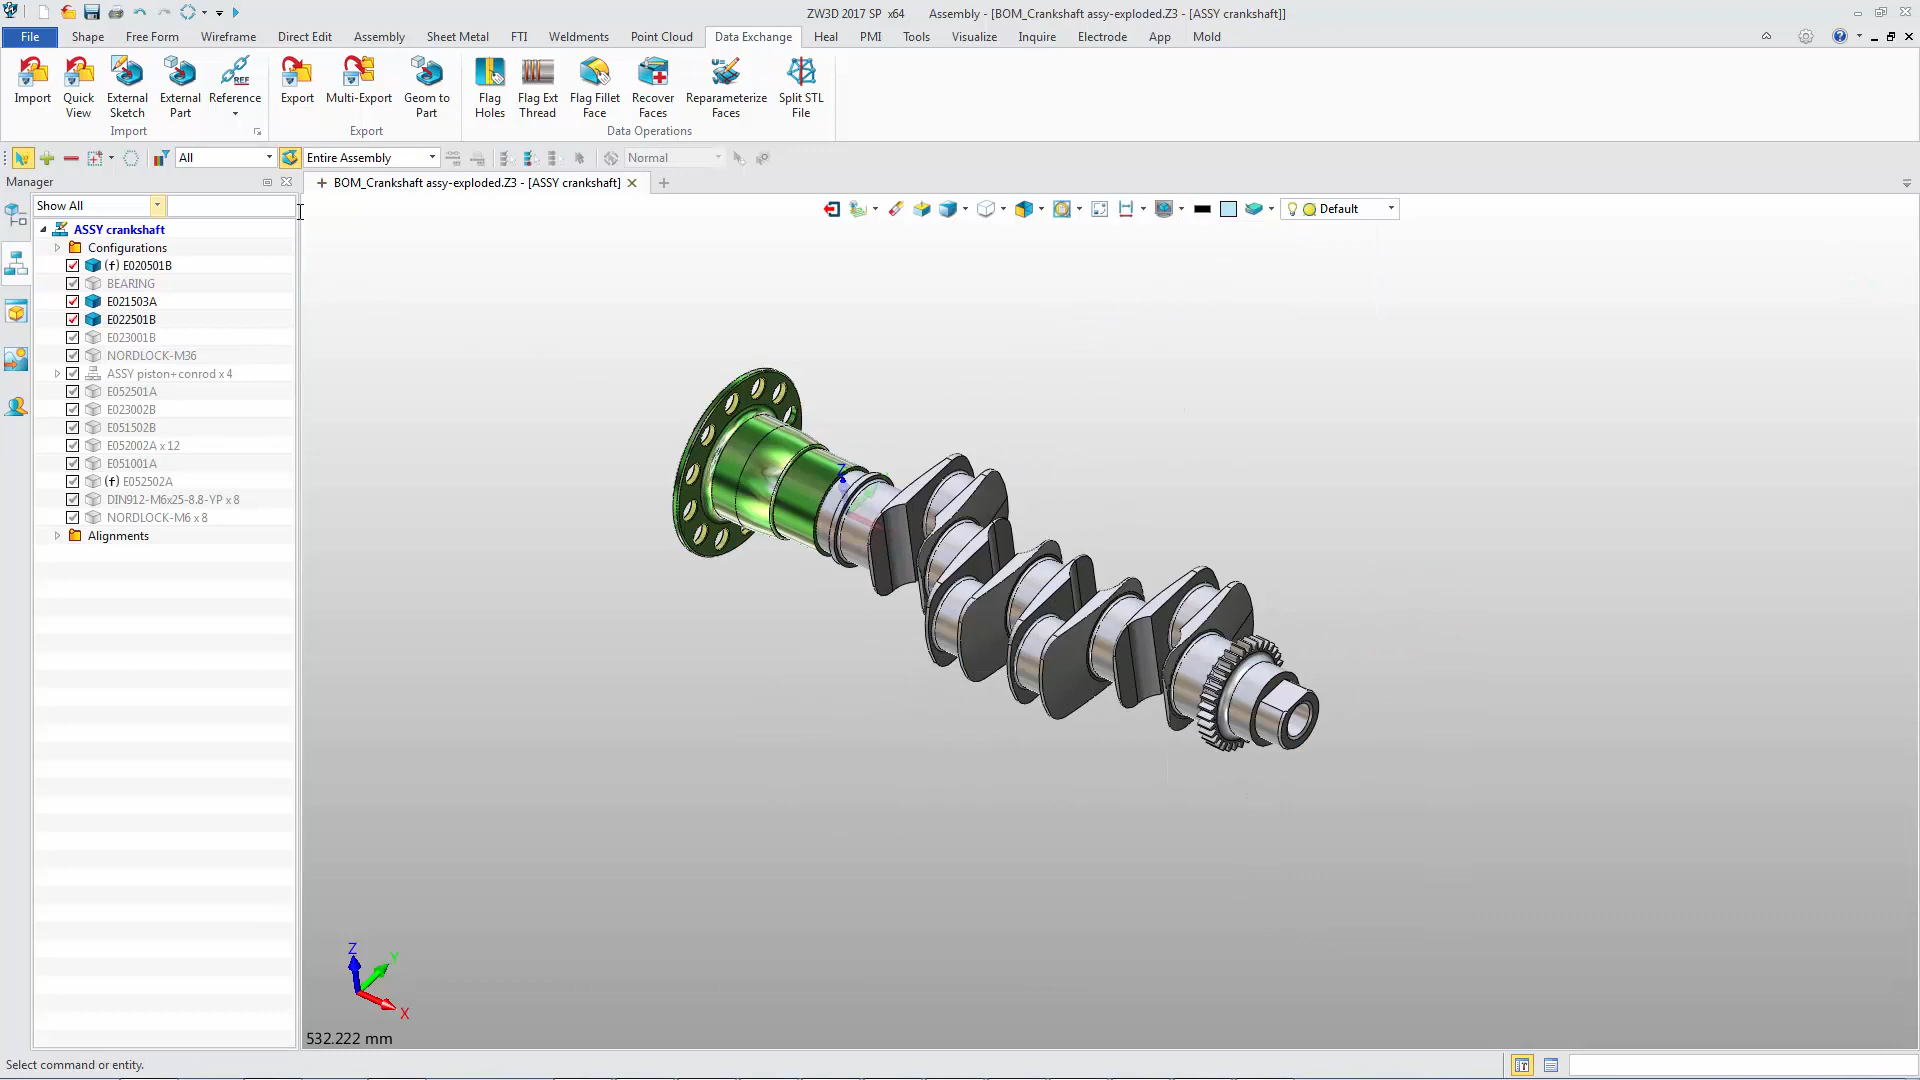 ZW3D 2017 SP x64 Assembly - [BOM_Crankshaft assy-exploded.Z3 - [ASSY crankshaft]]
File Shape Free Form Wireframe Direct Edit Assembly Sheet Metal FTI Weldments Point Cloud Data Exchange Heal PMI Tools Visualize Inquire Electrode App Mold
Import Quick View External Sketch External Part Reference Export Multi-Export Geom to Part Flag Holes Flag Ext Thread Flag Fillet Face Recover Faces Reparameterize Faces Split STL File
Import Export Data Operations
All Entire Assembly Normal
Manager
BOM_Crankshaft assy-exploded.Z3 - [ASSY crankshaft]
Show All
Default
ASSY crankshaft
Configurations
(f) E020501B
BEARING
E021503A
E022501B
E023001B
NORDLOCK-M36
ASSY piston+conrod x 4
E052501A
E023002B
E051502B
E052002A x 12
E051001A
(f) E052502A
DIN912-M6x25-8.8-YP x 8
NORDLOCK-M6 x 8
Alignments
Z
Z
Y
X
532.222 mm
Select command or entity.